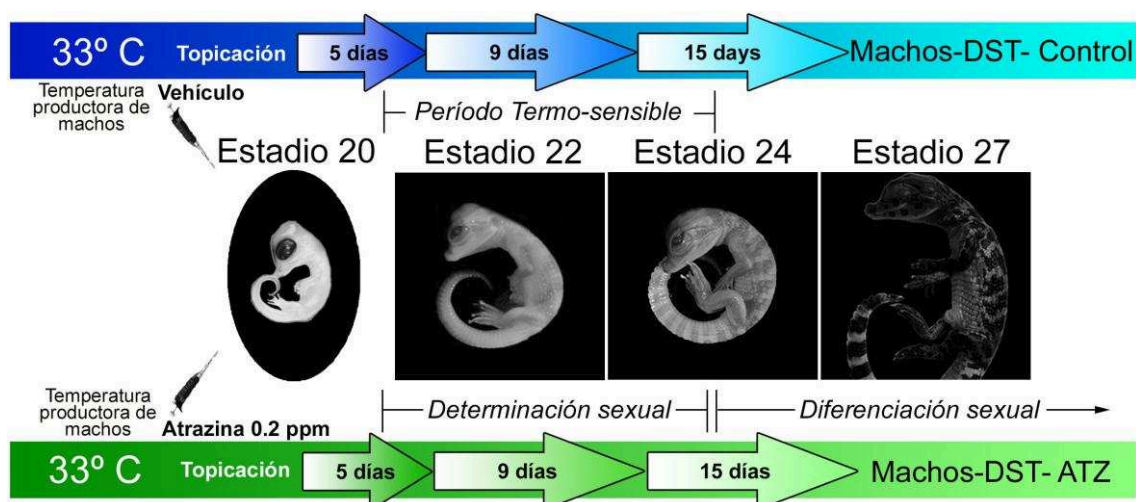 33º C Topicación 5 días 9 días 15 days Machos-DST- Control
Temperatura
productora de
machos
Vehículo
Período Termo-sensible
Estadio 20 Estadio 22 Estadio 24 Estadio 27
Temperatura
productora de
machos
Atrazina 0.2 ppm
Determinación sexual Diferenciación sexual
33º C Topicación 5 días 9 días 15 días Machos-DST- ATZ